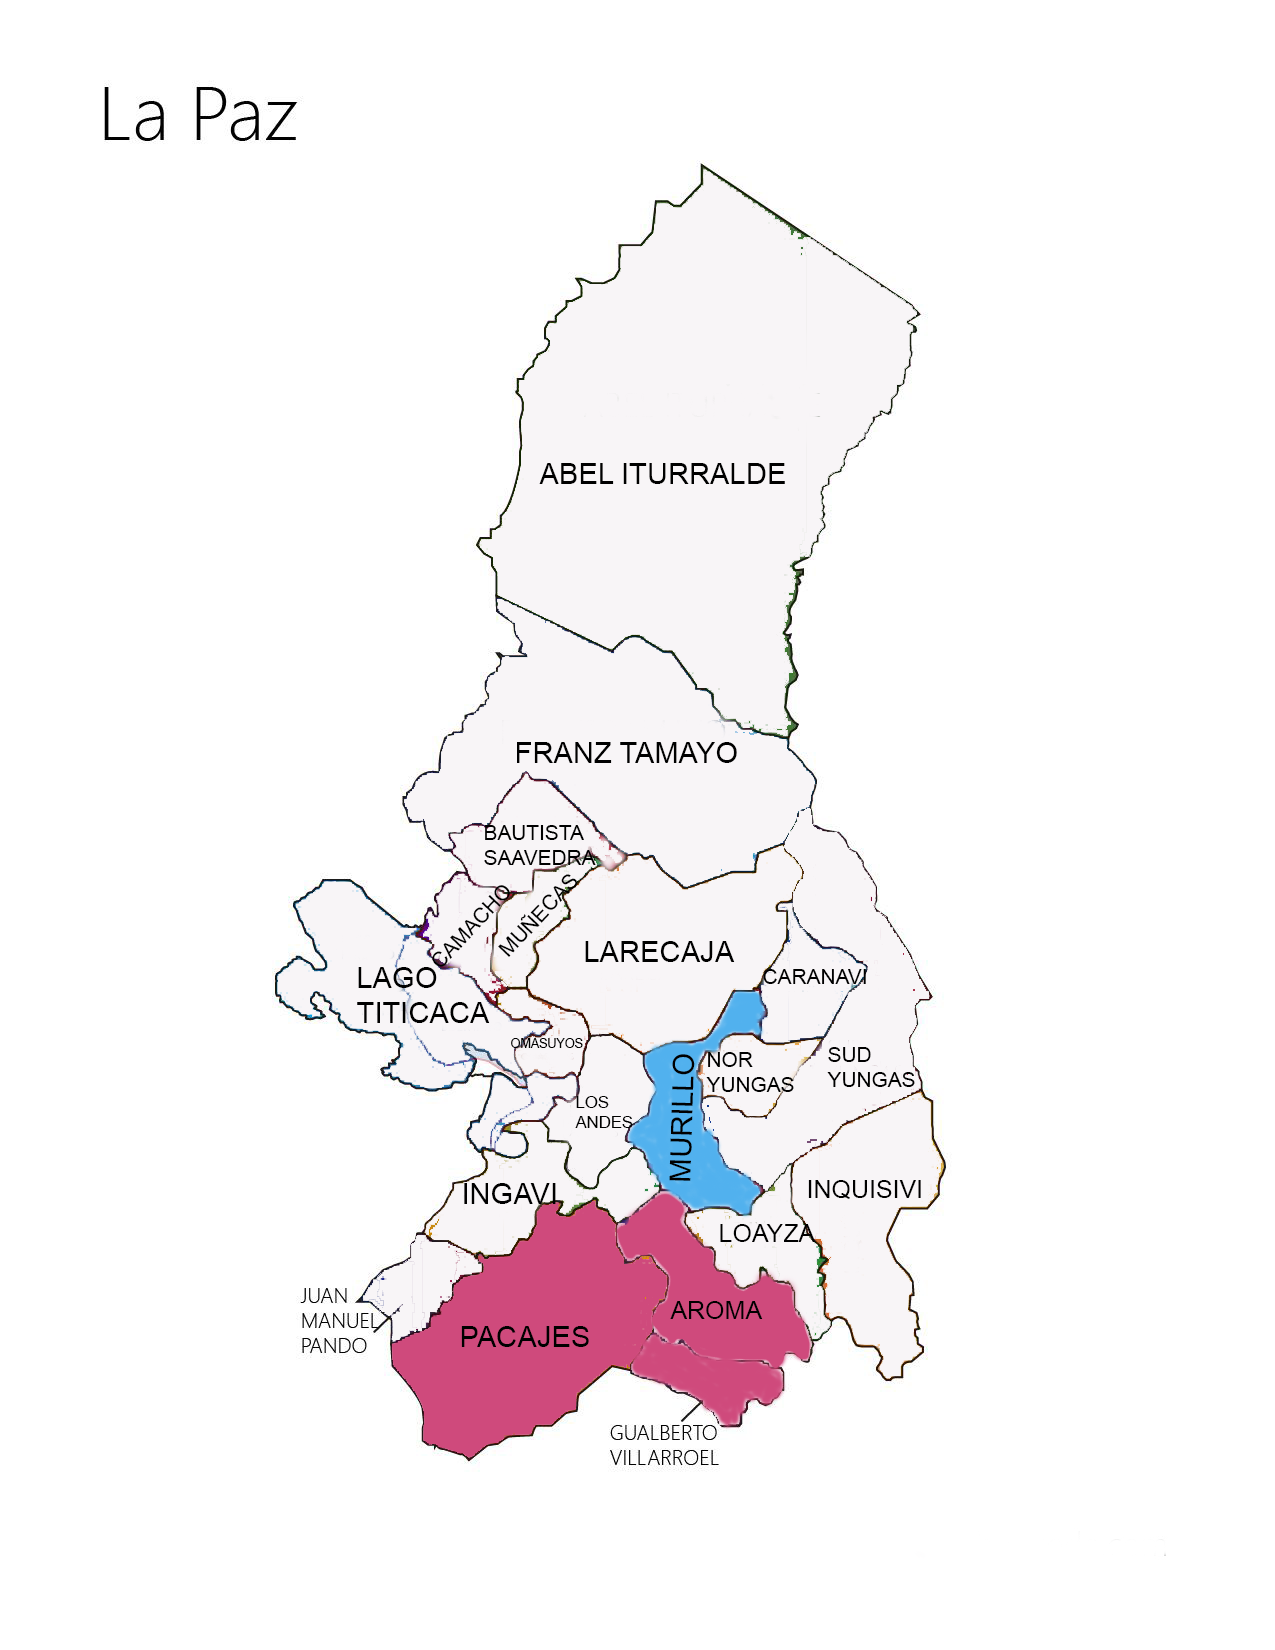 La Paz
ABEL ITURRALDE
FRANZ TAMAYO
BAUTISTA
SAAVEDRA
CAMACHO
MUÑECAS
LARECAJA
LAGO
TITICACA
CARANAVI
OMASUYOS
MURILLO
NOR
YUNGAS
SUD
YUNGAS
LOS
ANDES
INGAVI
INQUISIVI
LOAYZA
JUAN
MANUEL
PANDO
AROMA
PACAJES
GUALBERTO
VILLARROEL